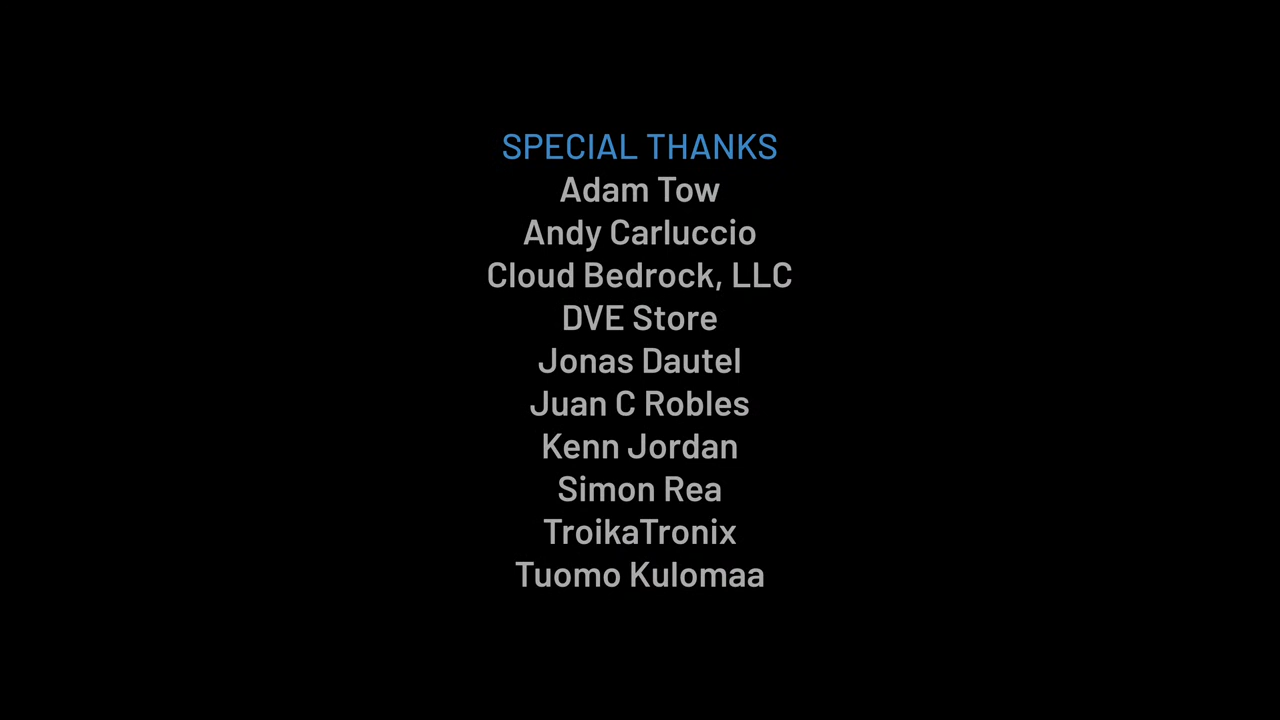 SPECIAL THANKS
Adam Tow
Andy Carluccio
Cloud Bedrock, LLC
DVE Store
Jonas Dautel
Juan C Robles
Kenn Jordan
Simon Rea
TroikaTronix
Tuomo Kulomaa